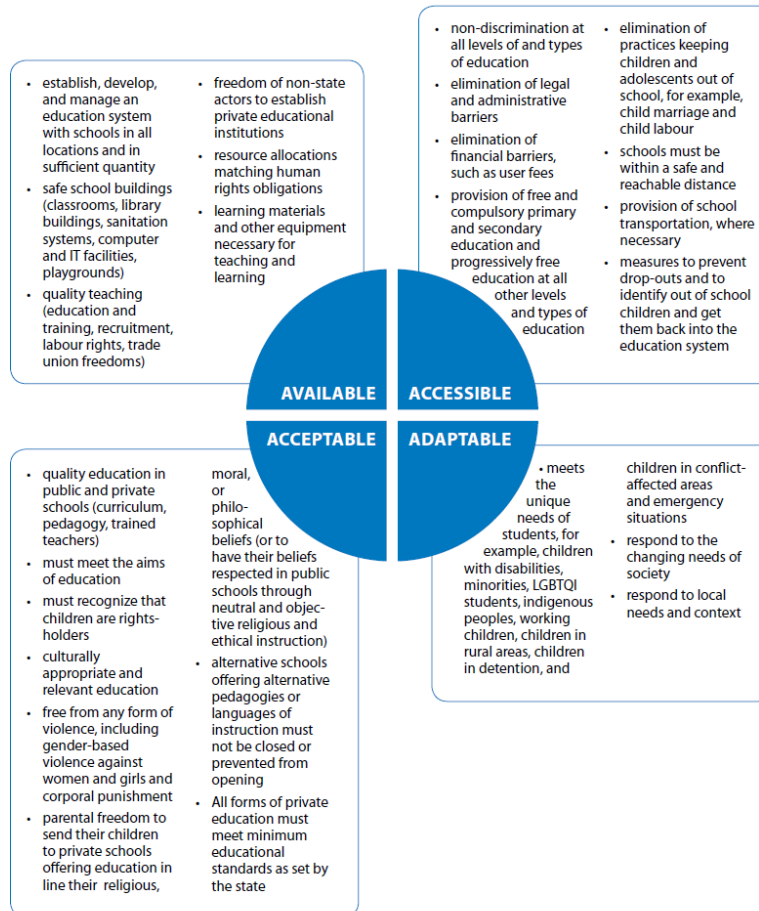 • establish, develop,
and manage an
education system
with schools in all
locations and in
sufficient quantity
• safe school buildings
(classrooms, library
buildings, sanitation
systems, computer
and IT facilities,
playgrounds)
• quality teaching
(education and
training, recruitment,
labour rights, trade
union freedoms)
• freedom of non-state
actors to establish
private educational
institutions
• resource allocations
matching human
rights obligations
• learning materials
and other equipment
necessary for
teaching and
learning
AVAILABLE
• non-discrimination at
all levels of and types
of education
• elimination of legal
and administrative
barriers
• elimination of
financial barriers,
such as user fees
• provision of free and
compulsory primary
and secondary
education and
progressively free
education at all
other levels
and types of
education
• elimination of
practices keeping
children and
adolescents out of
school, for example,
child marriage and
child labour
• schools must be
within a safe and
reachable distance
• provision of school
transportation, where
necessary
• measures to prevent
drop-outs and to
identify out of school
children and get
them back into the
education system
ACCESSIBLE
ACCEPTABLE
• quality education in
public and private
schools (curriculum,
pedagogy, trained
teachers)
• must meet the aims
of education
• must recognize that
children are rights-
holders
• culturally
appropriate and
relevant education
• free from any form of
violence, including
gender-based
violence against
women and girls and
corporal punishment
• parental freedom to
send their children
to private schools
offering education in
line their religious,
moral,
or
philo-
sophical
beliefs (or to
have their beliefs
respected in public
schools through
neutral and objec-
tive religious and
ethical instruction)
• alternative schools
offering alternative
pedagogies or
languages of
instruction must
not be closed or
prevented from
opening
• All forms of private
education must
meet minimum
educational
standards as set by
the state
ADAPTABLE
• meets
the
unique
needs of
students, for
example, children
with disabilities,
minorities, LGBTQI
students, indigenous
peoples, working
children, children in
rural areas, children
in detention, and
children in conflict-
affected areas
and emergency
situations
• respond to the
changing needs of
society
• respond to local
needs and context